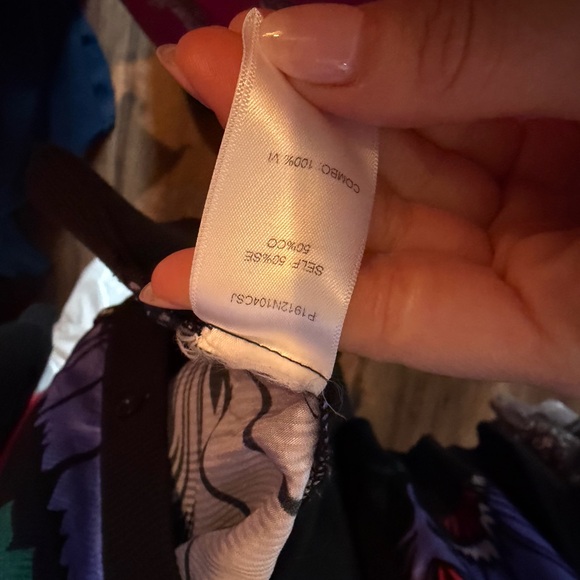 P1912N104CSJ
SELF 50%SE
50%CO
COMBO: 100% VI